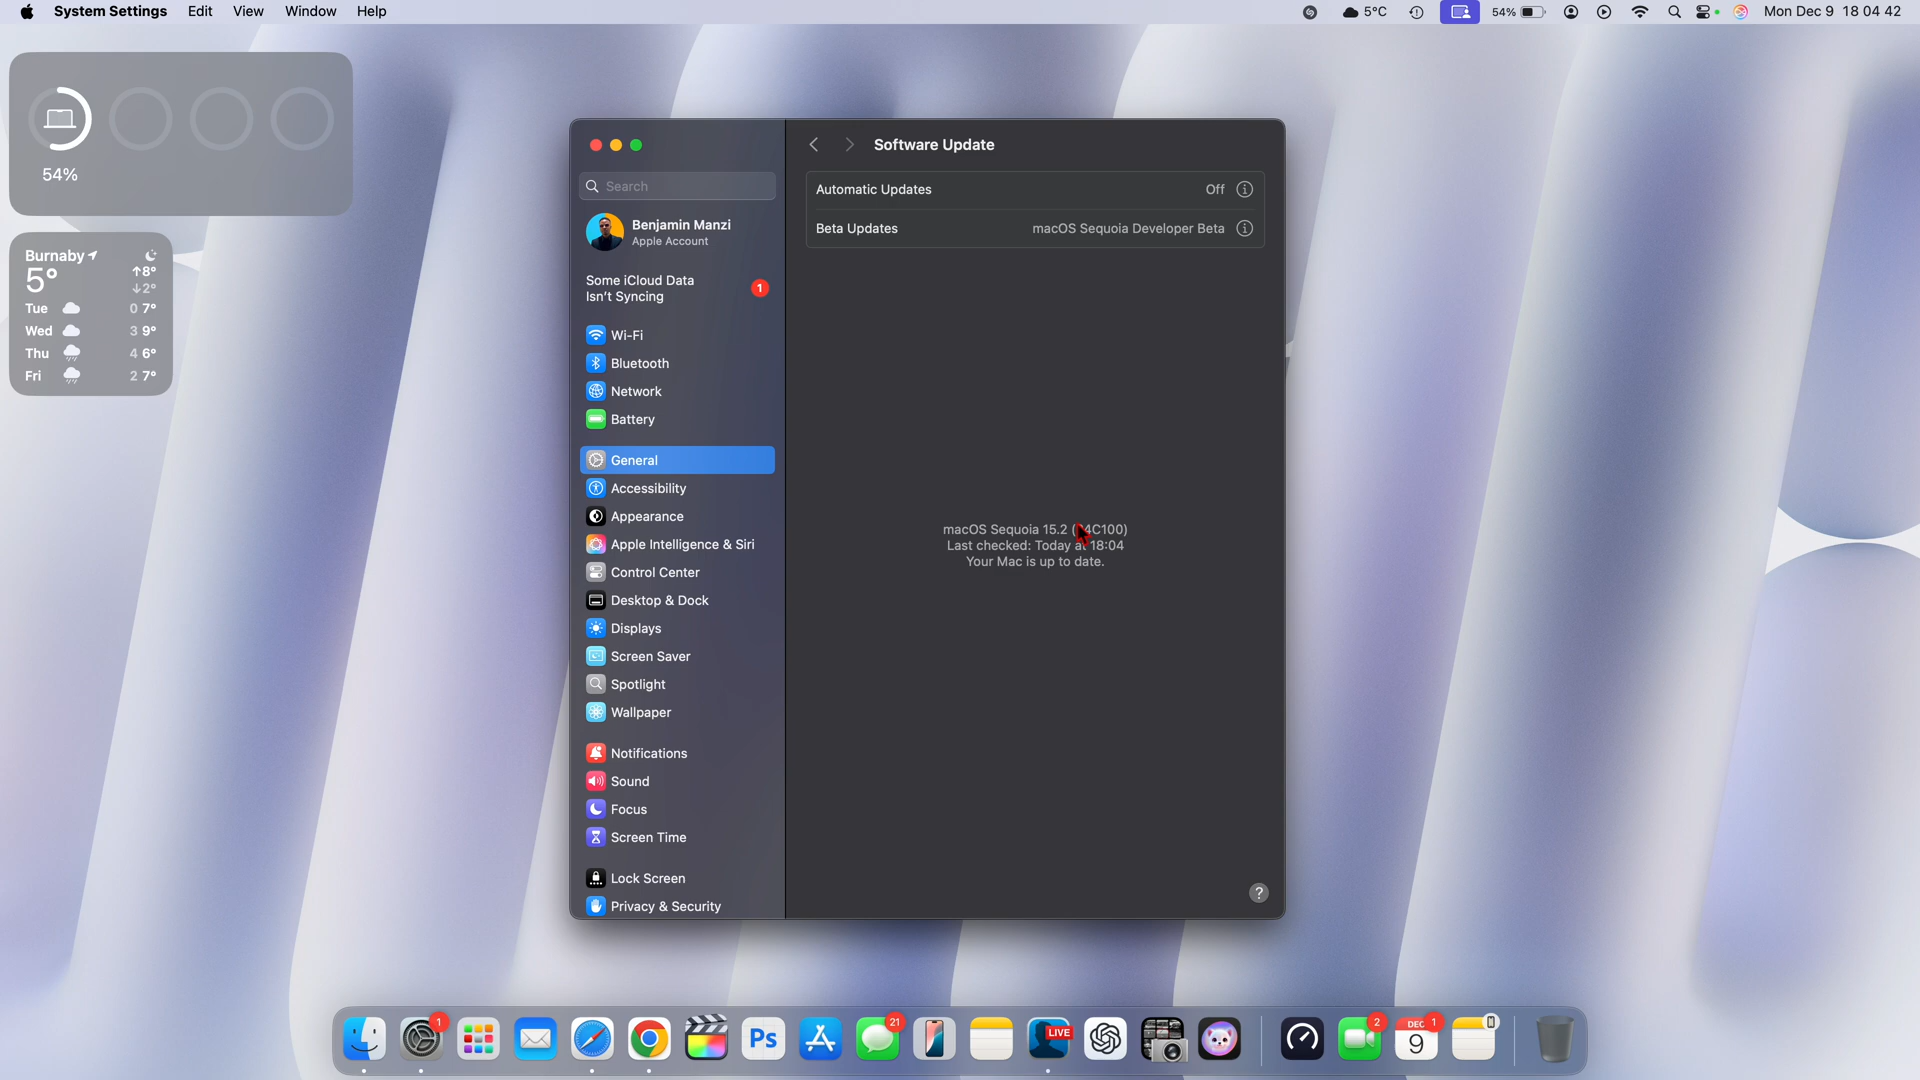 System Settings Edit View Window Help
5°C 54% Mon Dec 9 18 04 42
54%
Burnaby
5° ↑8°
↓2°
Tue 0 7°
Wed 3 9°
Thu 4 6°
Fri 2 7°
Search
Benjamin Manzi
Apple Account
Some iCloud Data
Isn't Syncing
1
Wi-Fi
Bluetooth
Network
Battery
General
Accessibility
Appearance
Apple Intelligence & Siri
Control Center
Desktop & Dock
Displays
Screen Saver
Spotlight
Wallpaper
Notifications
Sound
Focus
Screen Time
Lock Screen
Privacy & Security
Software Update
Automatic Updates Off
Beta Updates macOS Sequoia Developer Beta
macOS Sequoia 15.2
Last checked: Today at 18:04
Your Mac is up to date.
?
1 Ps 21 LIVE 2 DEC 1
9